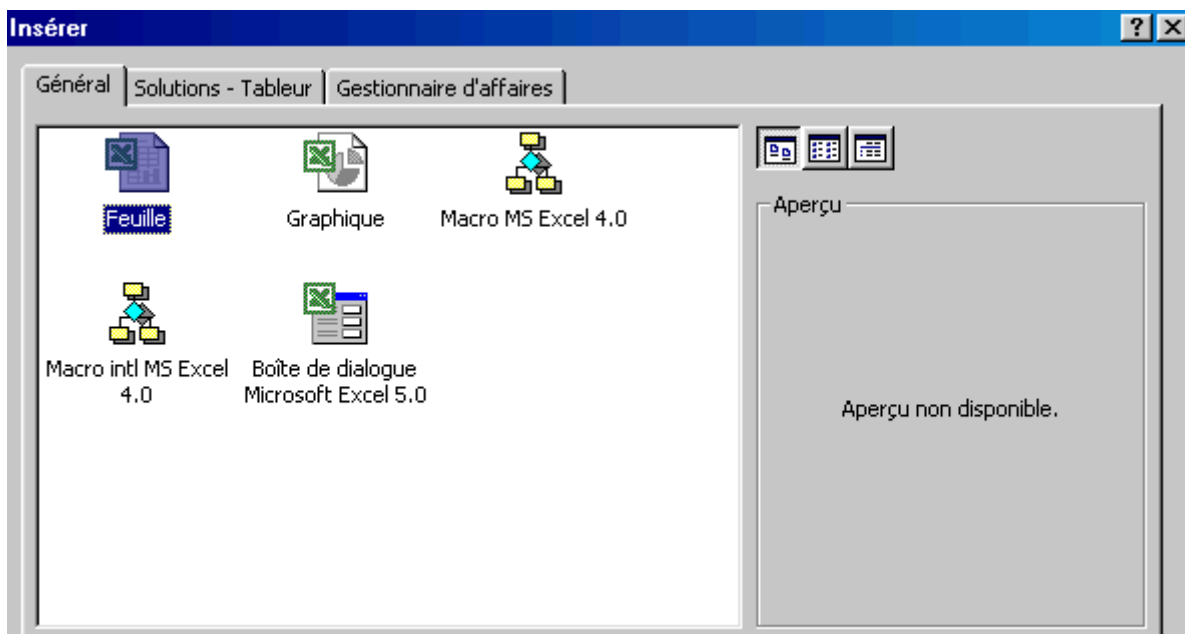 Insérer
Général
Solutions - Tableur
Gestionnaire d'affaires
Feuille
Graphique
Macro MS Excel 4.0
Macro intl MS Excel
4.0
Boîte de dialogue
Microsoft Excel 5.0
Aperçu
Aperçu non disponible.